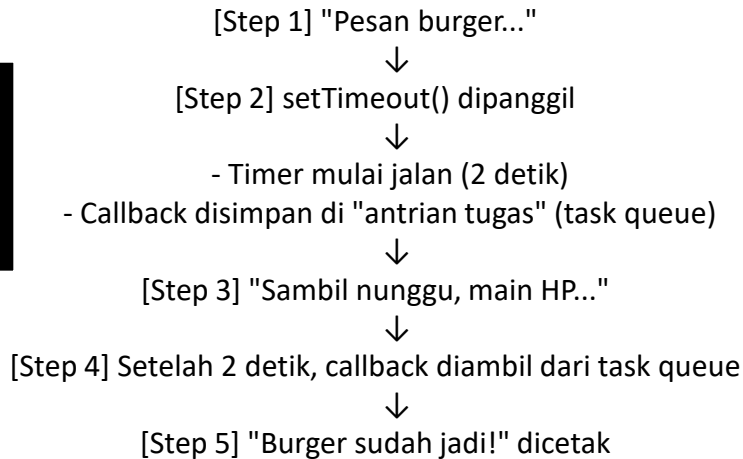 [Step 1] "Pesan burger..."
↓
[Step 2] setTimeout() dipanggil
↓
- Timer mulai jalan (2 detik)
- Callback disimpan di "antrian tugas" (task queue)
↓
[Step 3] "Sambil nunggu, main HP..."
↓
[Step 4] Setelah 2 detik, callback diambil dari task queue
↓
[Step 5] "Burger sudah jadi!" dicetak